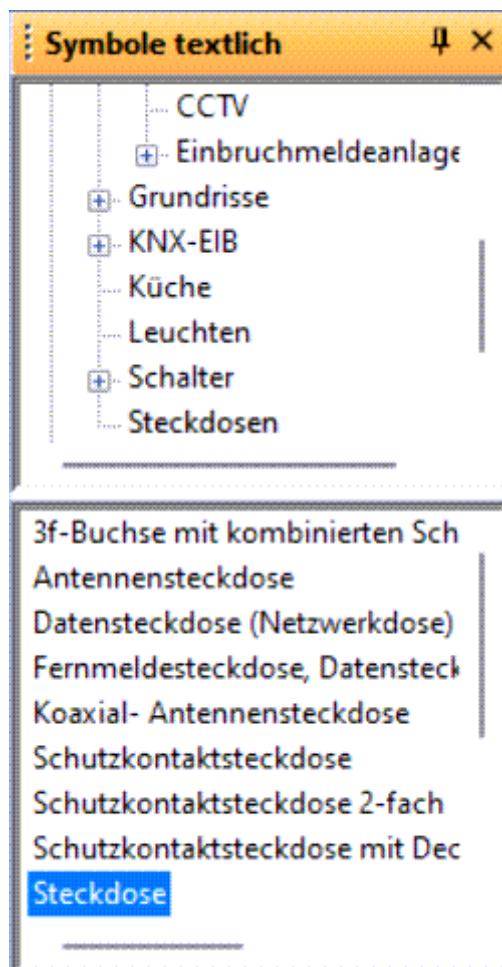 Symbole textlich
CCTV
Einbruchmeldeanlage
Grundrisse
KNX-EIB
Küche
Leuchten
Schalter
Steckdosen
3f-Buchse mit kombinierten Sch
Antennensteckdose
Datensteckdose (Netzwerkdose)
Fernmeldesteckdose, Datensteck
Koaxial- Antennensteckdose
Schutzkontaktsteckdose
Schutzkontaktsteckdose 2-fach
Schutzkontaktsteckdose mit Dec
Steckdose